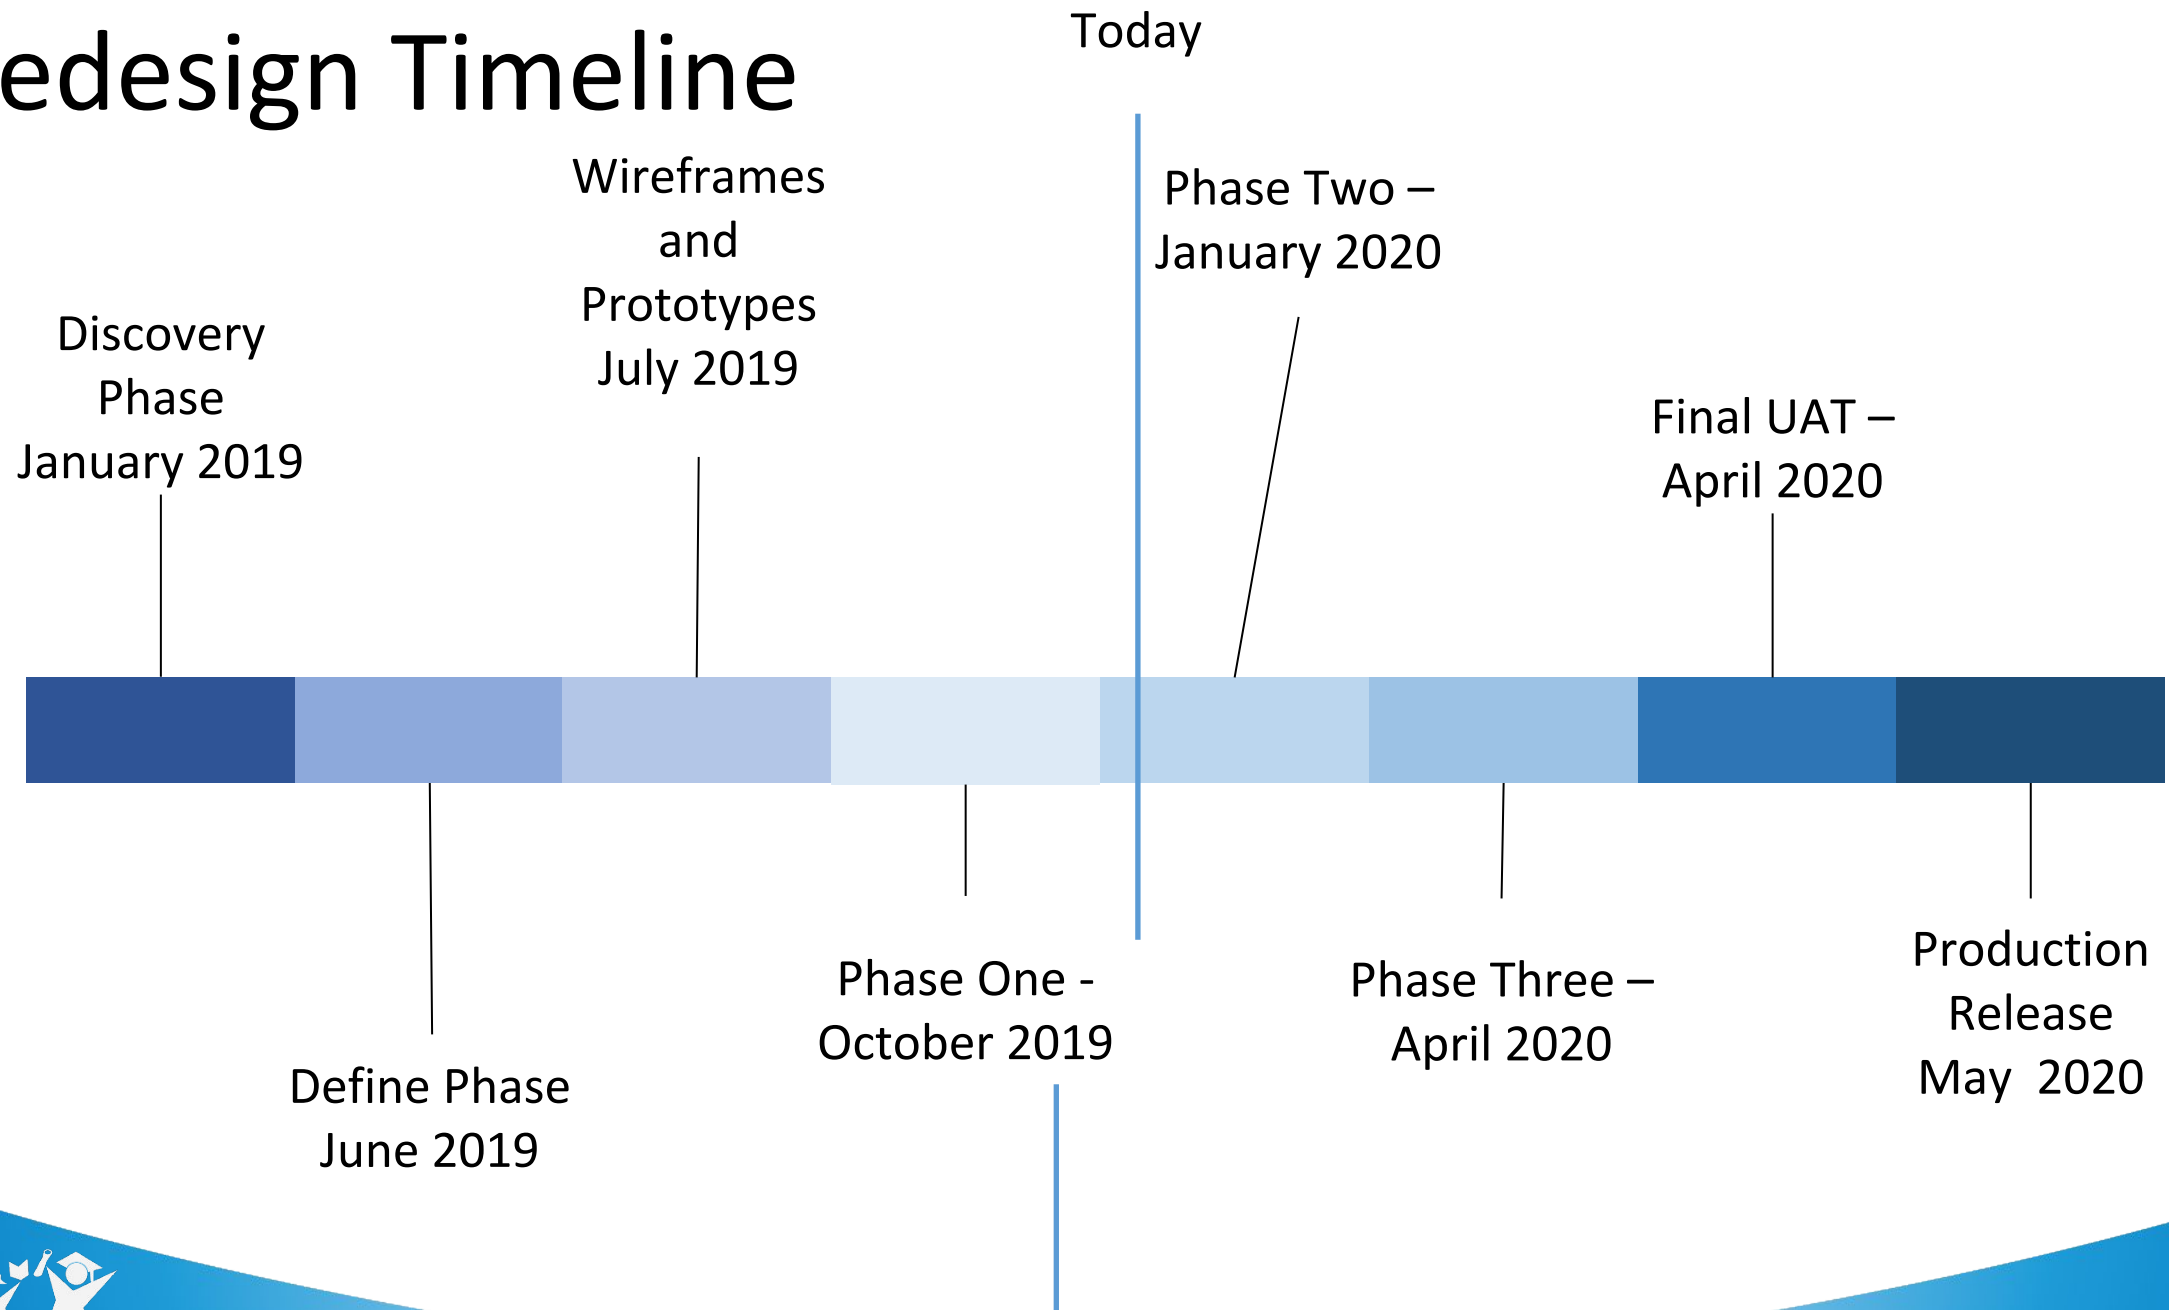 edesign Timeline
Today
Wireframes
and
Prototypes
July 2019
Phase Two –
January 2020
Discovery
Phase
January 2019
Final UAT –
April 2020
Define Phase
June 2019
Phase One -
October 2019
Phase Three –
April 2020
Production
Release
May  2020